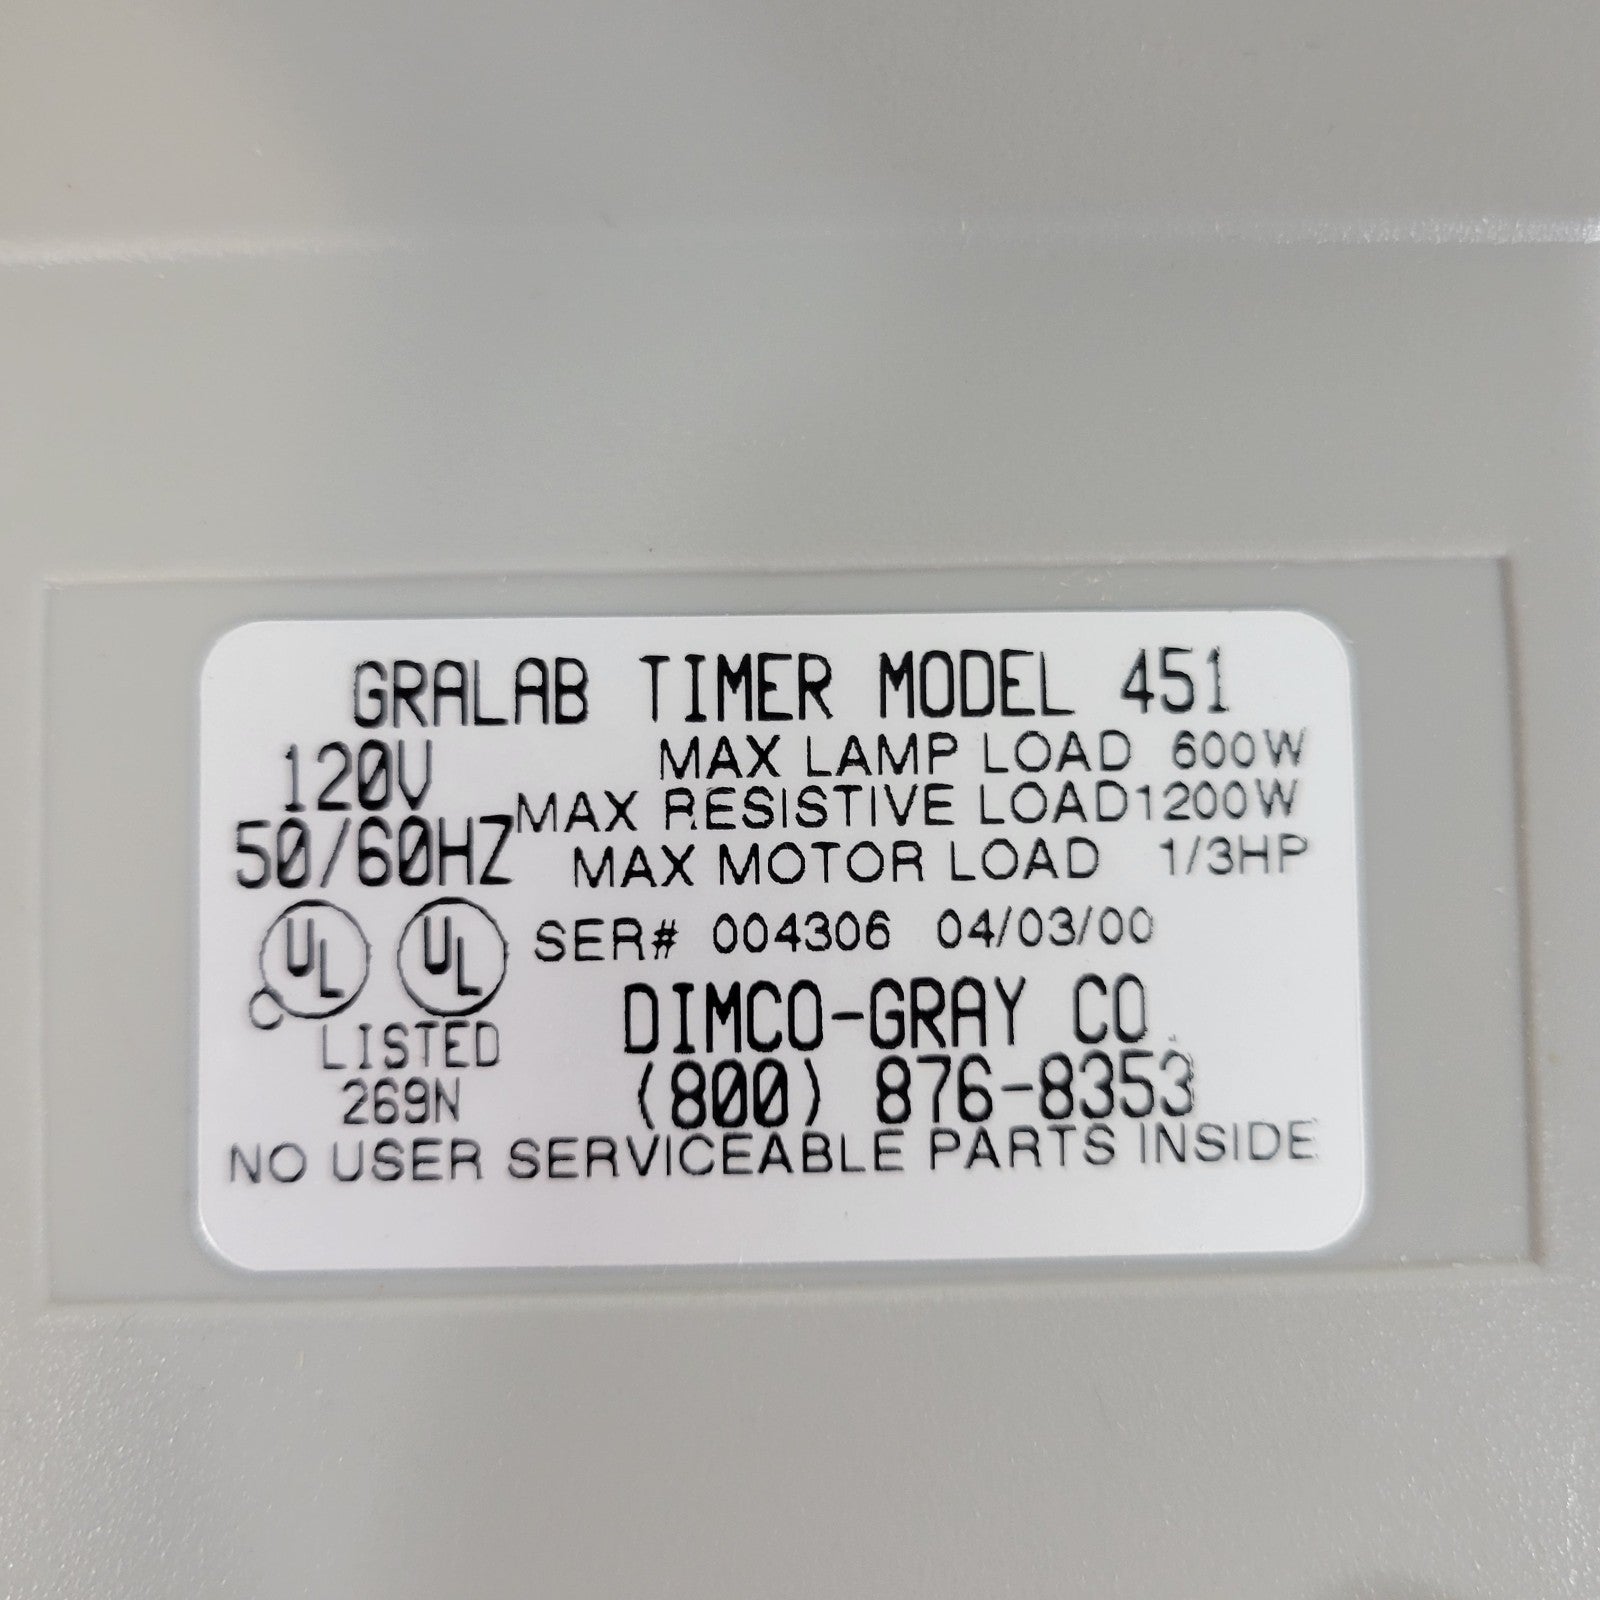 GRALAB TIMER MODEL 451
120V MAX LAMP LOAD 600W
MAX RESISTIVE LOAD 1200W
50/60HZ MAX MOTOR LOAD 1/3HP
UL UL SER# 004306 04/03/00
C
DIMCO-GRAY CO.
LISTED
269N (800) 876-8353
NO USER SERVICEABLE PARTS INSIDE